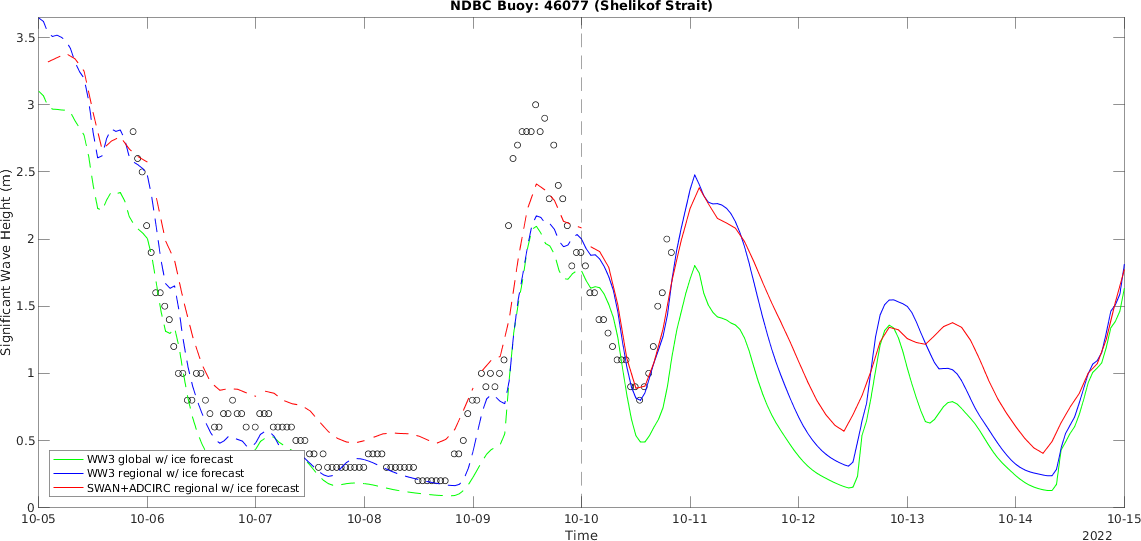 NDBC Buoy: 46077 (Shelikof Strait)
Significant Wave Height (m)
3.5
3
2.5
2
1.5
1
0.5
0
WW3 global w/ ice forecast
WW3 regional w/ ice forecast
SWAN+ADCIRC regional w/ ice forecast
10-05 10-06 10-07 10-08 10-09 10-10 10-11 10-12 10-13 10-14 10-15
Time
2022